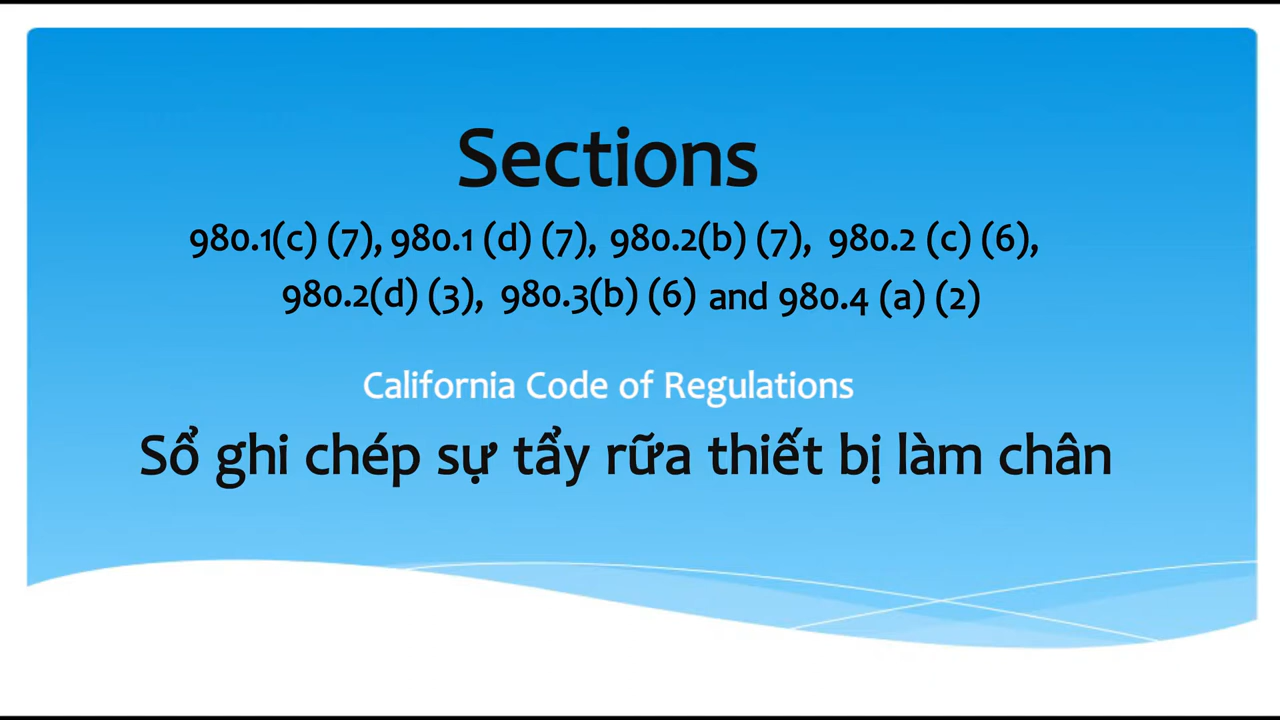 Sections
980.1(c) (7), 980.1 (d) (7), 980.2(b) (7), 980.2 (c) (6),
980.2(d) (3), 980.3(b) (6) and 980.4 (a) (2)
California Code of Regulations
Sổ ghi chép sự tẩy rữa thiết bị làm chân